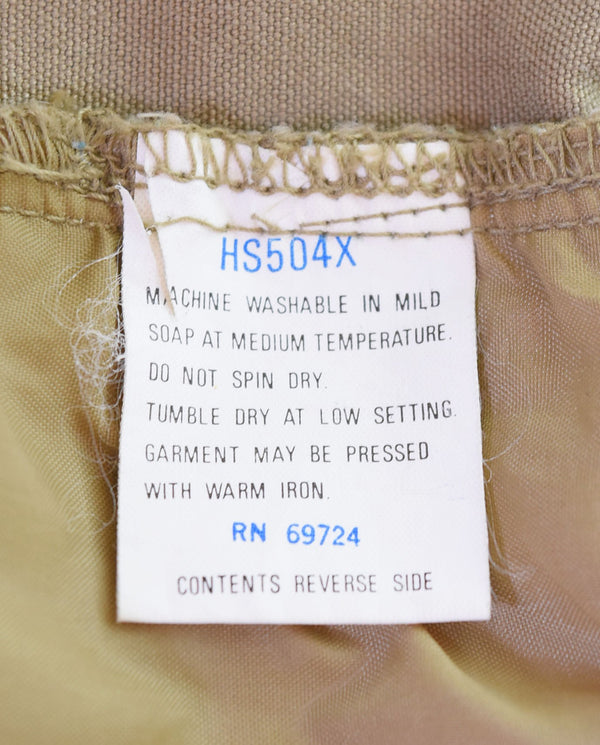 HS504X
MACHINE WASHABLE IN MILD
SOAP AT MEDIUM TEMPERATURE.
DO NOT SPIN DRY.
TUMBLE DRY AT LOW SETTING.
GARMENT MAY BE PRESSED
WITH WARM IRON.
RN 69724
CONTENTS REVERSE SIDE